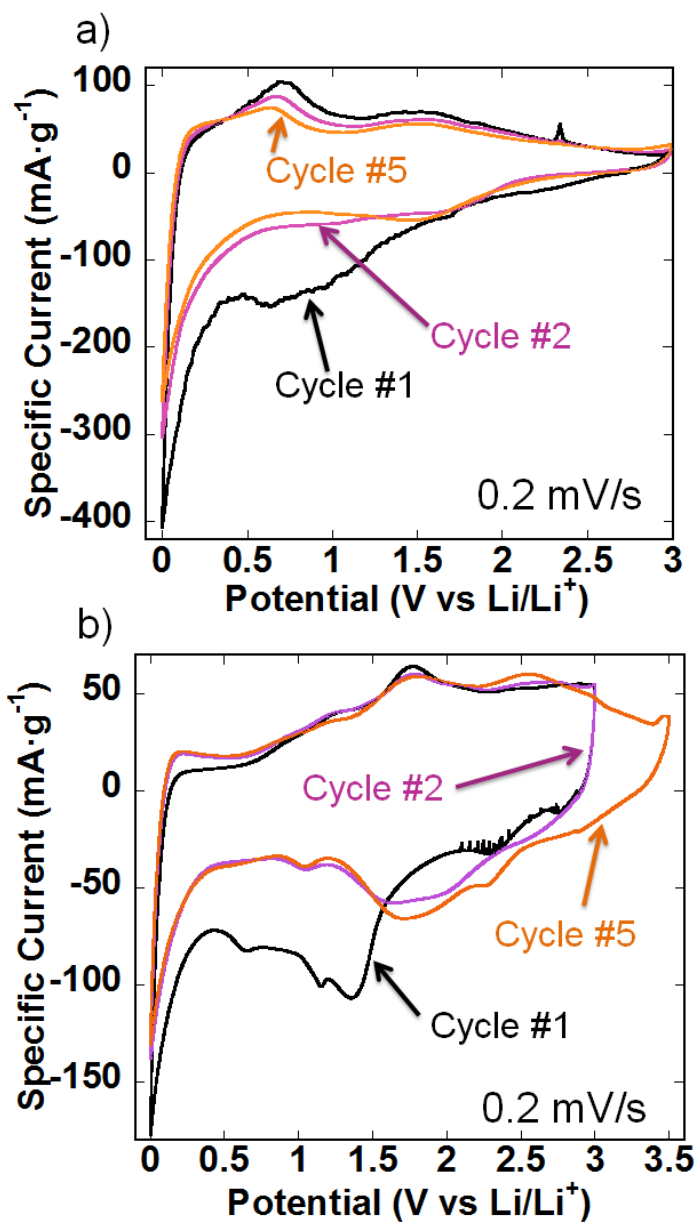 a)
Specific Current (mA·g⁻¹)
100
0
-100
-200
-300
-400
Cycle #5
Cycle #2
Cycle #1
0.2 mV/s
0 0.5 1 1.5 2 2.5 3
Potential (V vs Li/Li⁺)
b)
Specific Current (mA·g⁻¹)
50
0
-50
-100
-150
Cycle #2
Cycle #5
Cycle #1
0.2 mV/s
0 0.5 1 1.5 2 2.5 3 3.5
Potential (V vs Li/Li⁺)